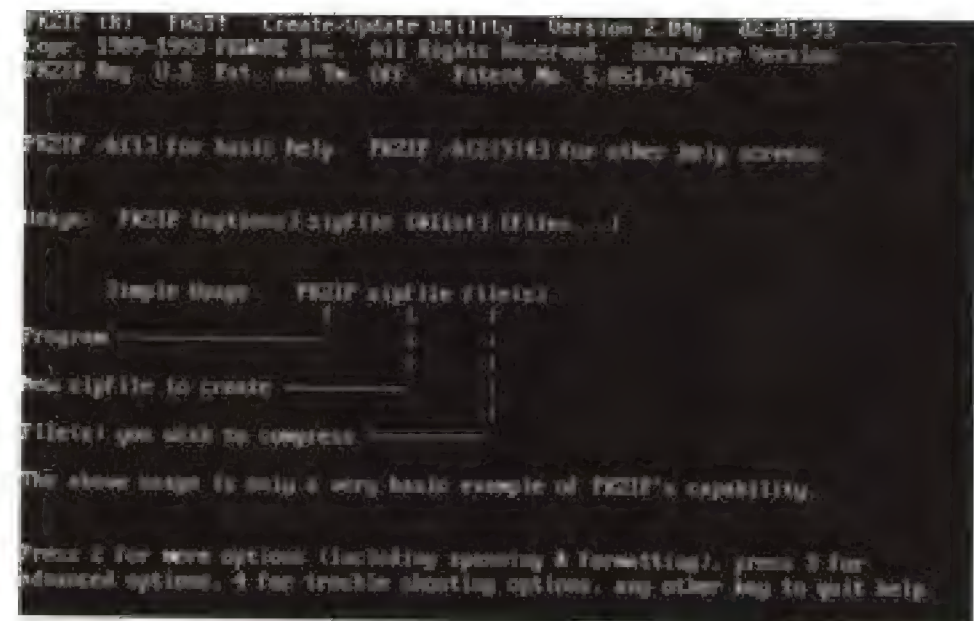 PKZIP (R) FAST! Create/Update Utility Version 2.04g 02-01-93
Copr. 1989-1993 PKWARE Inc. All Rights Reserved. Shareware Version
PKZIP Reg. U.S. Pat. and Tm. Off. Patent No. 5,051,745
PKZIP /h[1] for basic help PKZIP /h[2|3|4] for other help screens.
Usage: PKZIP [options] zipfile [@list] [files...]
Simple Usage: PKZIP zipfile file(s)...
Program
New zipfile to create
File(s) you wish to compress
The above usage is only a very basic example of PKZIP's capability.
Press 2 for more options (including spanning & formatting), press 3 for
advanced options, 4 for trouble shooting options, any other key to quit help.